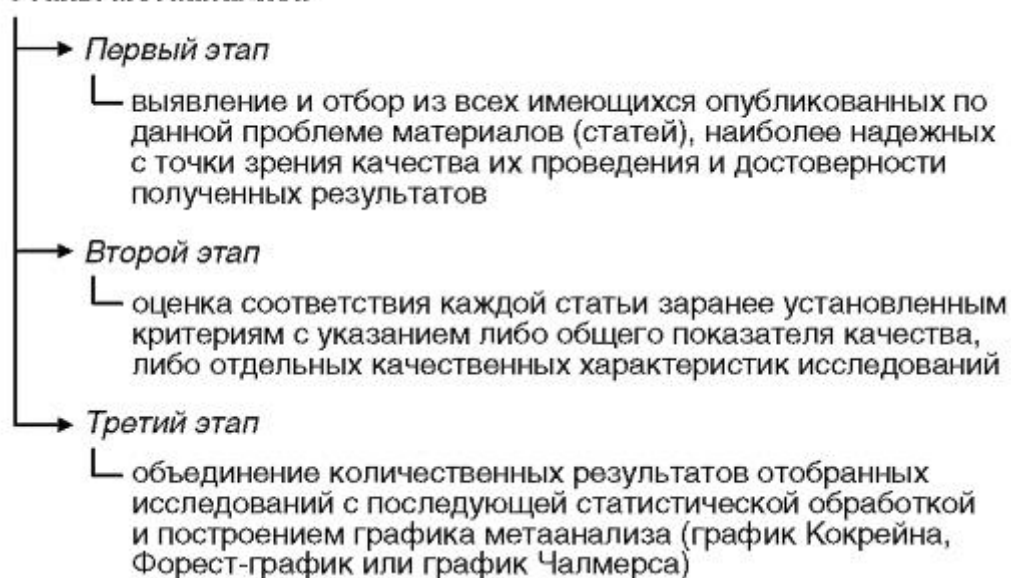 Первый этап
выявление и отбор из всех имеющихся опубликованных по
данной проблеме материалов (статей), наиболее надежных
с точки зрения качества их проведения и достоверности
полученных результатов
Второй этап
оценка соответствия каждой статьи заранее установленным
критериям с указанием либо общего показателя качества,
либо отдельных качественных характеристик исследований
Третий этап
объединение количественных результатов отобранных
исследований с последующей статистической обработкой
и построением графика метаанализа (график Кокрейна,
Форест-график или график Чалмерса)